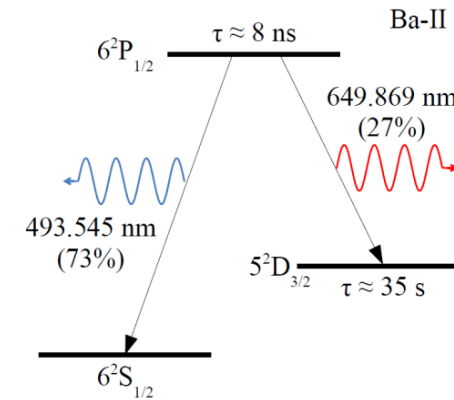 Ba-II
6²P₁/₂
τ ≈ 8 ns
649.869 nm
(27%)
493.545 nm
(73%)
5²D₃/₂
τ ≈ 35 s
6²S₁/₂